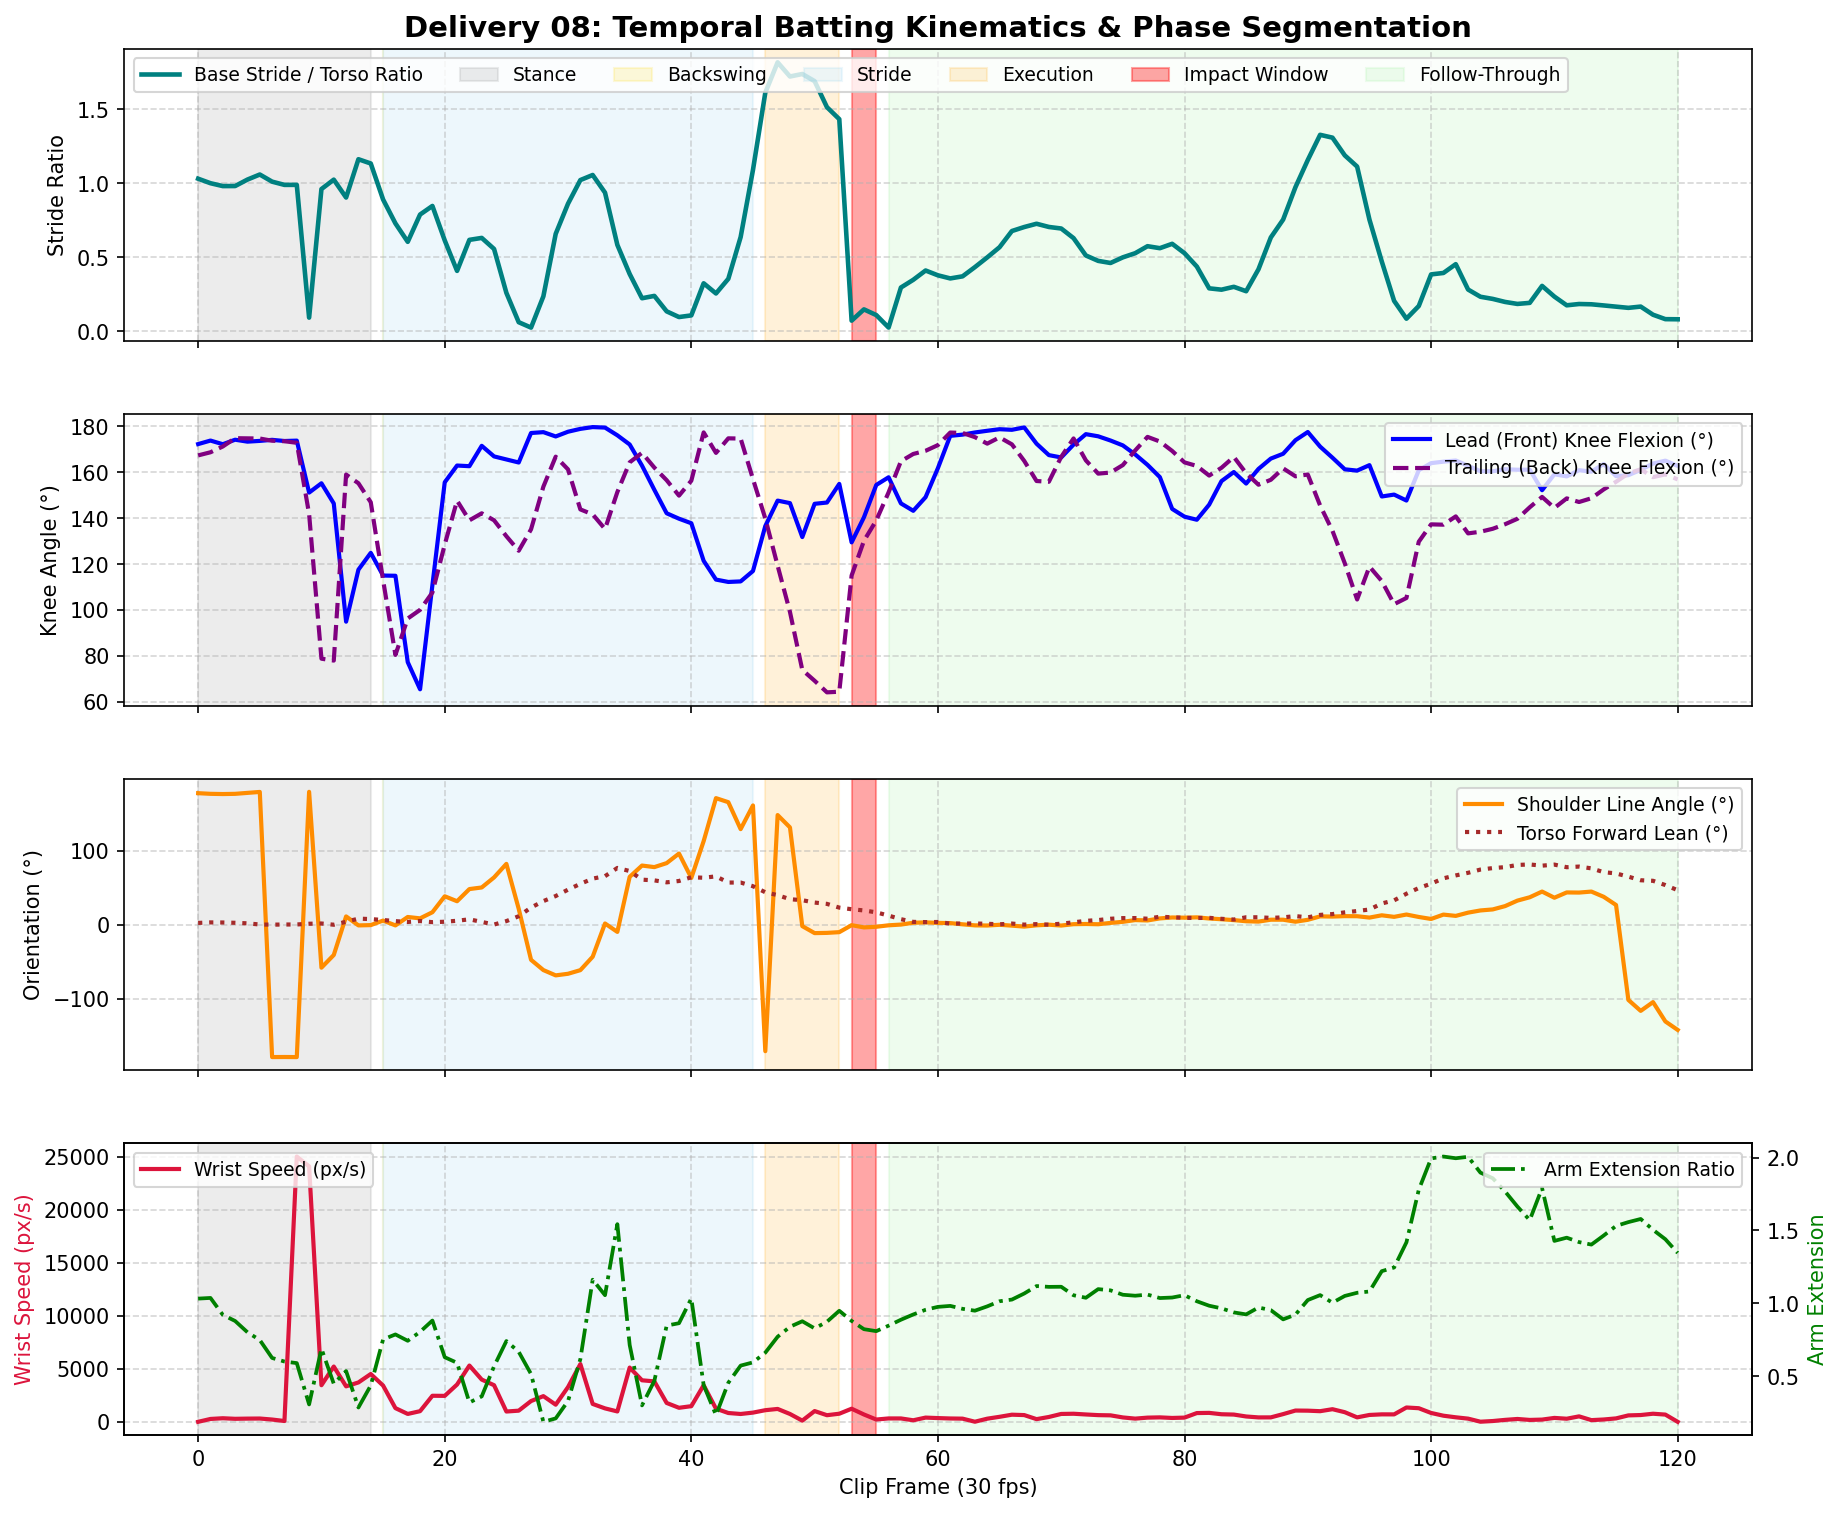 Delivery 08: Temporal Batting Kinematics & Phase Segmentation
Base Stride / Torso Ratio Stance Backswing Stride Execution Impact Window Follow-Through
Stride Ratio
1.5
1.0
0.5
0.0
Lead (Front) Knee Flexion (°)
Trailing (Back) Knee Flexion (°)
Knee Angle (°)
180
160
140
120
100
80
60
Shoulder Line Angle (°)
Torso Forward Lean (°)
Orientation (°)
100
0
−100
Wrist Speed (px/s)
Arm Extension Ratio
Wrist Speed (px/s)
25000
20000
15000
10000
5000
0
2.0
1.5
1.0
0.5
Arm Extension
0 20 40 60 80 100 120
Clip Frame (30 fps)